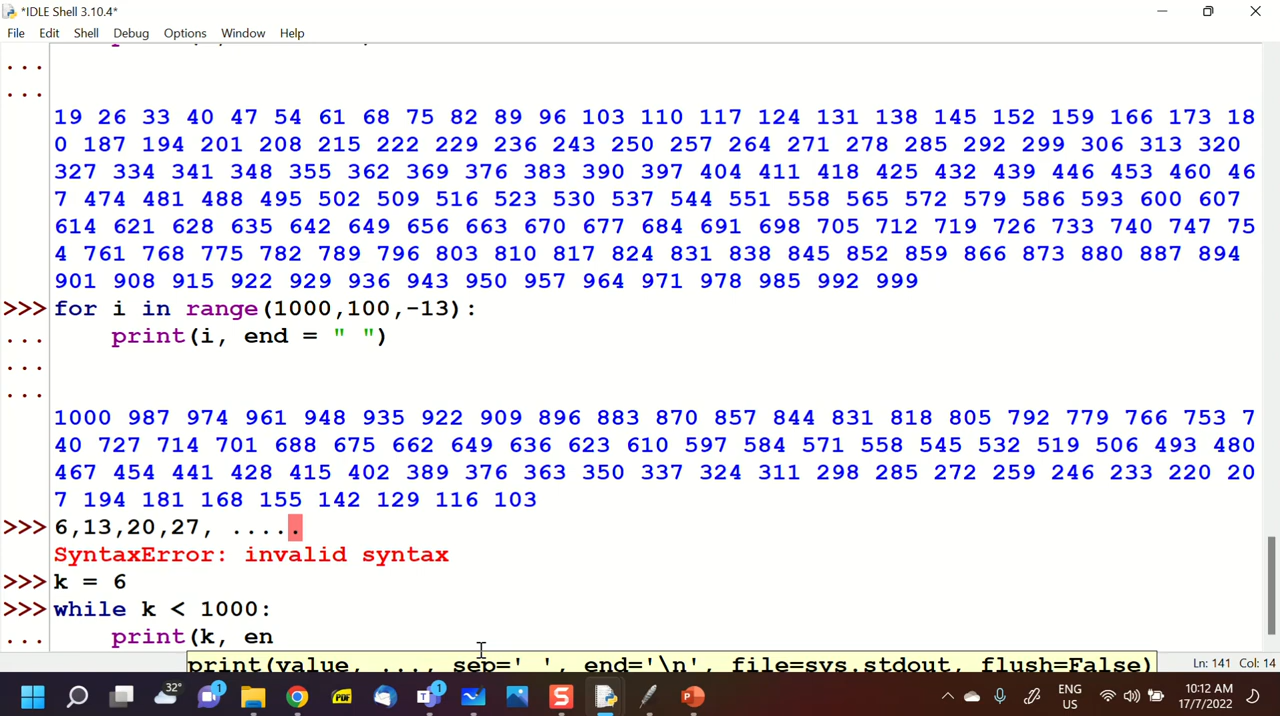 *IDLE Shell 3.10.4*
File Edit Shell Debug Options Window Help
...
...
19 26 33 40 47 54 61 68 75 82 89 96 103 110 117 124 131 138 145 152 159 166 173 18
0 187 194 201 208 215 222 229 236 243 250 257 264 271 278 285 292 299 306 313 320
327 334 341 348 355 362 369 376 383 390 397 404 411 418 425 432 439 446 453 460 46
7 474 481 488 495 502 509 516 523 530 537 544 551 558 565 572 579 586 593 600 607
614 621 628 635 642 649 656 663 670 677 684 691 698 705 712 719 726 733 740 747 75
4 761 768 775 782 789 796 803 810 817 824 831 838 845 852 859 866 873 880 887 894
901 908 915 922 929 936 943 950 957 964 971 978 985 992 999
>>> for i in range(1000,100,-13):
... print(i, end = " ")
...
...
1000 987 974 961 948 935 922 909 896 883 870 857 844 831 818 805 792 779 766 753 7
40 727 714 701 688 675 662 649 636 623 610 597 584 571 558 545 532 519 506 493 480
467 454 441 428 415 402 389 376 363 350 337 324 311 298 285 272 259 246 233 220 20
7 194 181 168 155 142 129 116 103
>>> 6,13,20,27, .....
SyntaxError: invalid syntax
>>> k = 6
>>> while k < 1000:
... print(k, en
print(value, ..., sep=' ', end='\n', file=sys.stdout, flush=False)
Ln: 141 Col: 14
32°
1
1
PDF
S
ENG
US
10:12 AM
17/7/2022